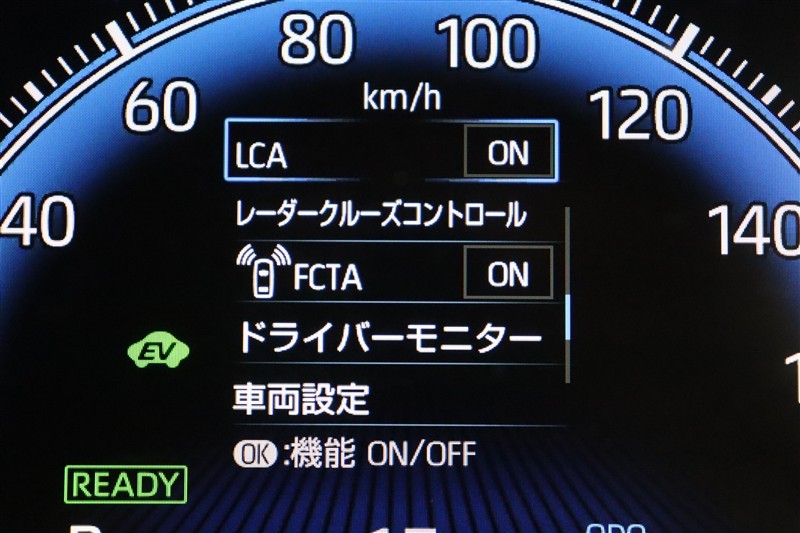 80 100
60 km/h 120
LCA ON
40 レーダークルーズコントロール 140
FCTA ON
EV ドライバーモニター
車両設定
OK:機能 ON/OFF
READY
ODO